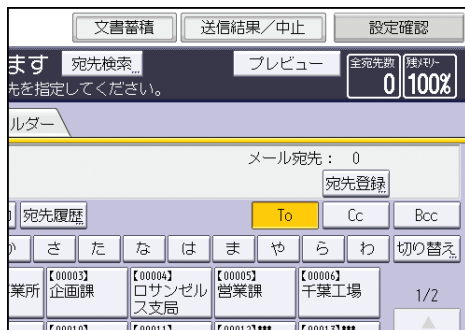 文書蓄積 送信結果／中止 設定確認
ます 宛先検索... プレビュー 全宛先数 残ﾒﾓﾘｰ
0 100%
先を指定してください。
ルダー
メール宛先： 0
宛先登録
宛先履歴 To Cc Bcc
か さ た な は ま や ら わ 切り替え
【00003】 【00004】 【00005】 【00006】
業所 企画課 ロサンゼル 営業課 千葉工場 1/2
ス支局
【00010】 【00011】 【00012】*** 【00013】***